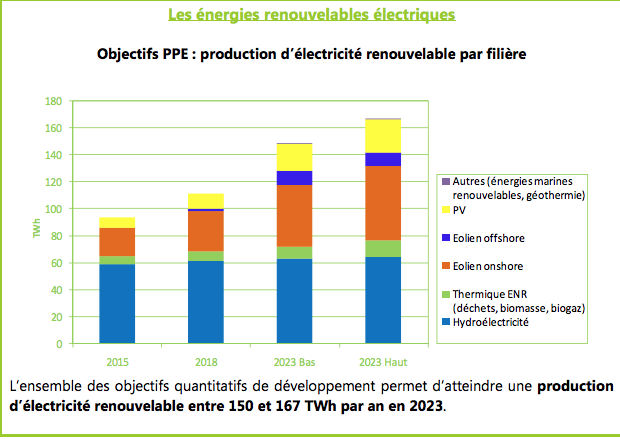 Les énergies renouvelables électriques
Objectifs PPE : production d’électricité renouvelable par filière
180
160
140
120
100
80
60
40
20
0
TWh
2015
2018
2023 Bas
2023 Haut
Autres (énergies marines
renouvelables, géothermie)
PV
Eolien offshore
Eolien onshore
Thermique ENR
(déchets, biomasse, biogaz)
Hydroélectricité
L’ensemble des objectifs quantitatifs de développement permet d’atteindre une production
d’électricité renouvelable entre 150 et 167 TWh par an en 2023.